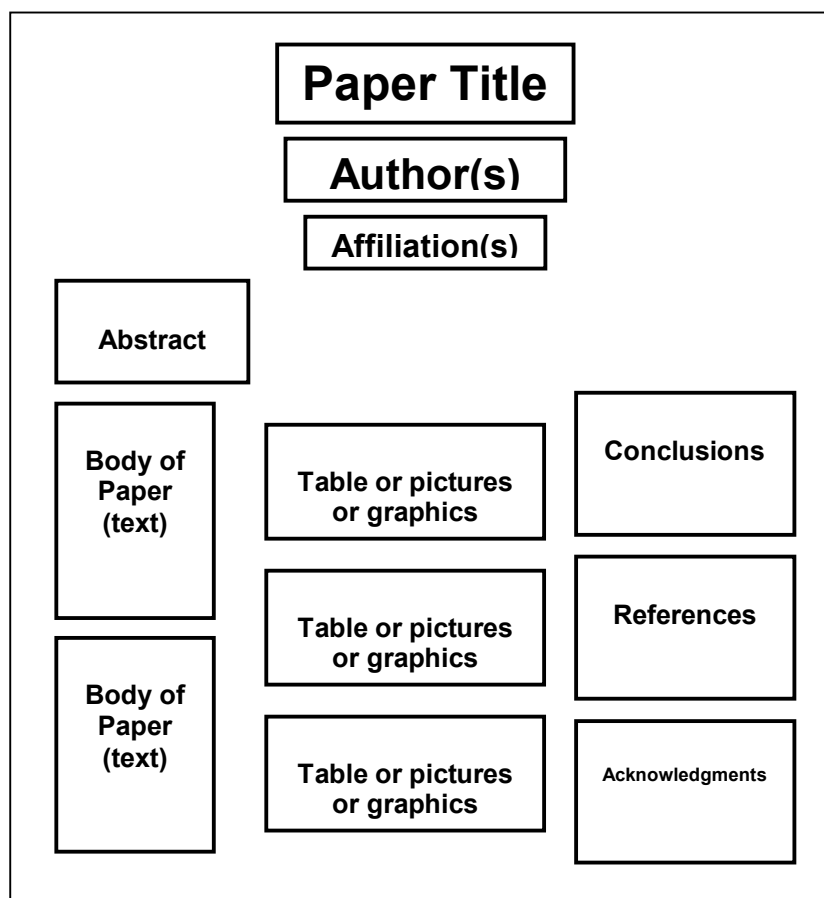 Paper Title
Author(s)
Affiliation(s)
Abstract
Body of
Paper
(text)
Body of
Paper
(text)
Table or pictures
or graphics
Table or pictures
or graphics
Table or pictures
or graphics
Conclusions
References
Acknowledgments